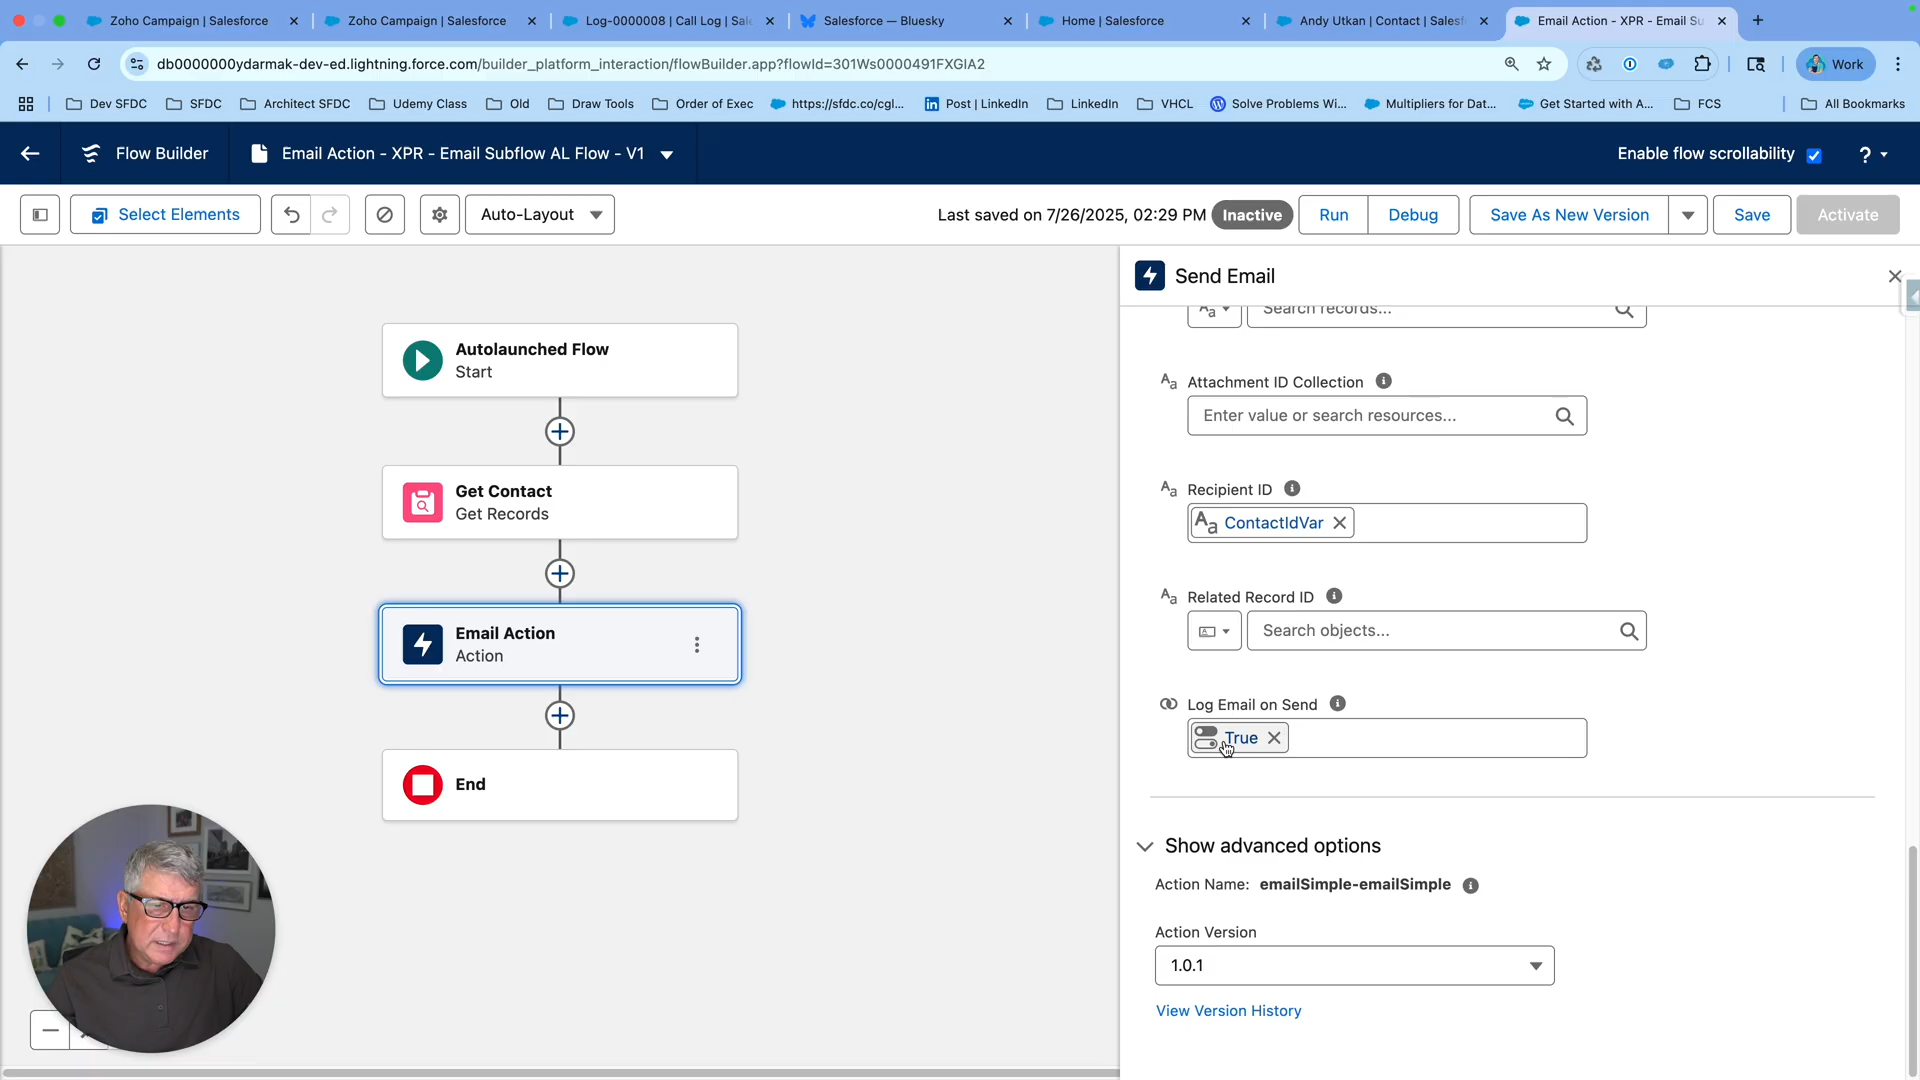 Zoho Campaign | Salesforce
Zoho Campaign | Salesforce
Log-0000008 | Call Log | Sal
Salesforce — Bluesky
Home | Salesforce
Andy Utkan | Contact | Salesf
Email Action - XPR - Email Su
db0000000ydarmak-dev-ed.lightning.force.com/builder_platform_interaction/flowBuilder.app?flowId=301Ws0000491FXGIA2
Work
Dev SFDC
SFDC
Architect SFDC
Udemy Class
Old
Draw Tools
Order of Exec
https://sfdc.co/cgl...
Post | LinkedIn
LinkedIn
VHCL
Solve Problems Wi...
Multipliers for Dat...
Get Started with A...
FCS
All Bookmarks
Flow Builder
Email Action - XPR - Email Subflow AL Flow - V1
Enable flow scrollability
?
Select Elements
Auto-Layout
Last saved on 7/26/2025, 02:29 PM
Inactive
Run
Debug
Save As New Version
Save
Activate
Autolaunched Flow
Start
Get Contact
Get Records
Email Action
Action
End
Send Email
Aa
Search records...
Aa Attachment ID Collection
Enter value or search resources...
Aa Recipient ID
Aa ContactIdVar
Aa Related Record ID
Search objects...
Log Email on Send
True
Show advanced options
Action Name: emailSimple-emailSimple
Action Version
1.0.1
View Version History